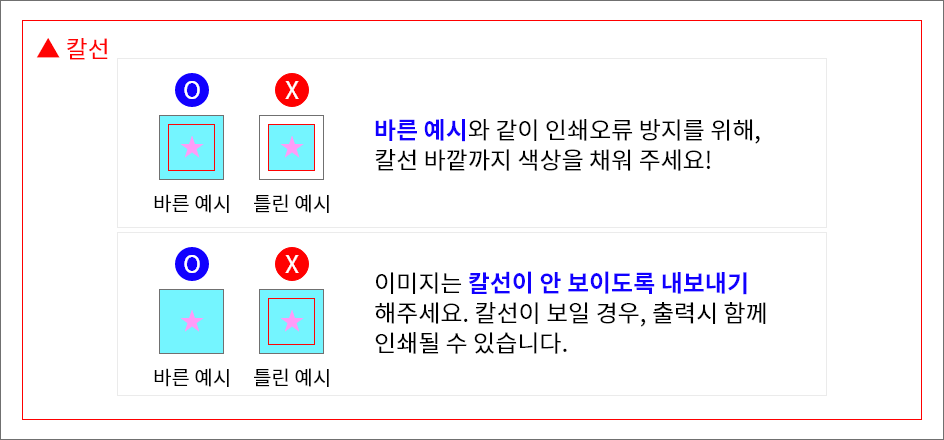 ▲ 칼선
O X
바른 예시 틀린 예시
바른 예시와 같이 인쇄오류 방지를 위해,
칼선 바깥까지 색상을 채워 주세요!
O X
바른 예시 틀린 예시
이미지는 칼선이 안 보이도록 내보내기
해주세요. 칼선이 보일 경우, 출력시 함께
인쇄될 수 있습니다.